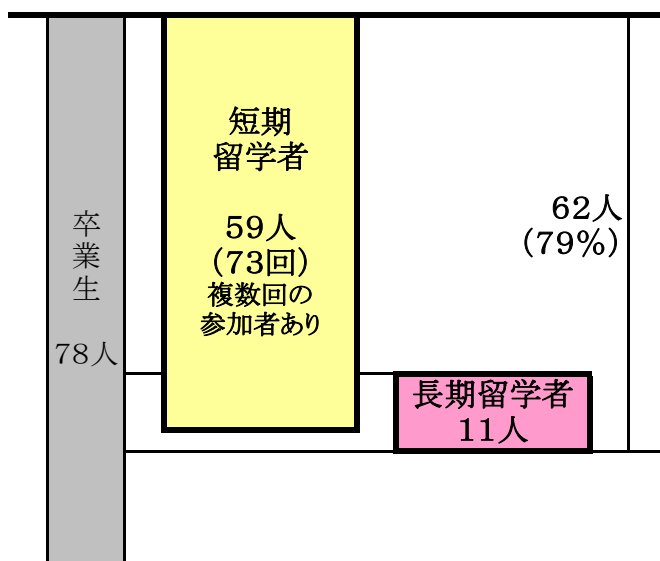 卒業生
78人
短期
留学者
59人
(73回)
複数回の
参加者あり
62人
(79%)
長期留学者
11人